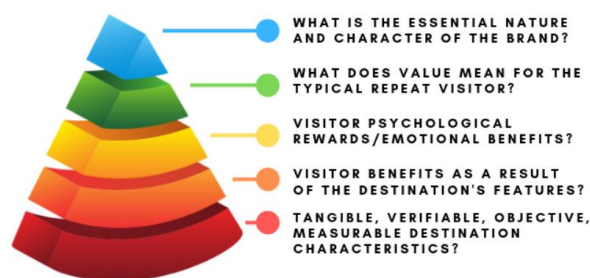 WHAT IS THE ESSENTIAL NATURE
AND CHARACTER OF THE BRAND?
WHAT DOES VALUE MEAN FOR THE
TYPICAL REPEAT VISITOR?
VISITOR PSYCHOLOGICAL
REWARDS/EMOTIONAL BENEFITS?
VISITOR BENEFITS AS A RESULT
OF THE DESTINATION'S FEATURES?
TANGIBLE, VERIFIABLE, OBJECTIVE,
MEASURABLE DESTINATION
CHARACTERISTICS?